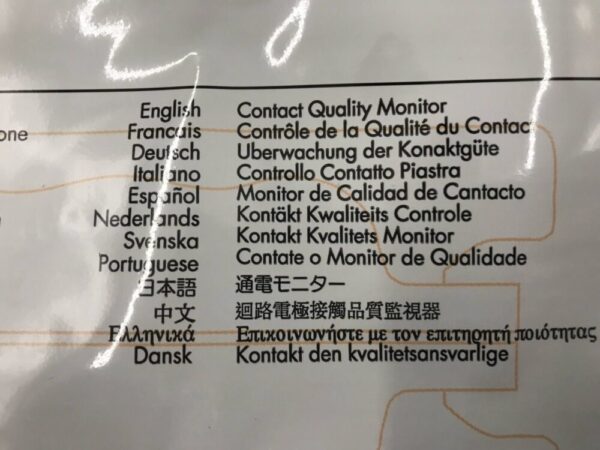 English Contact Quality Monitor
one Francais Contrôle de la Qualité du Contac
Deutsch Uberwachung der Konaktgüte
Italiano Controllo Contatto Piastra
Español Monitor de Calidad de Cantacto
Nederlands Kontäkt Kwaliteits Controle
Svenska Kontakt Kvalitets Monitor
Portuguese Contate o Monitor de Qualidade
日本語 通電モニター
中文 迴路電極接觸品質監視器
Ελληνικά Επικοινωνήστε με τον επιτηρητή ποιότητας
Dansk Kontakt den kvalitetsansvarlige